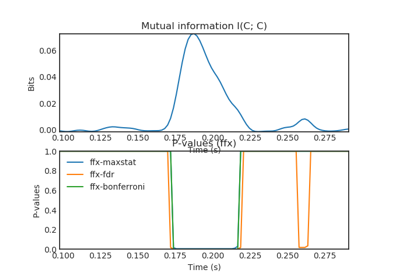 Mutual information I(C; C)
0.06
0.04
0.02
0.00
Bits
0.100 0.125 0.150 0.175 0.200 0.225 0.250 0.275
Time (s)
P-values (ffx)
1.0
0.8
0.6
0.4
0.2
0.0
P-values
ffx-maxstat
ffx-fdr
ffx-bonferroni
0.100 0.125 0.150 0.175 0.200 0.225 0.250 0.275
Time (s)